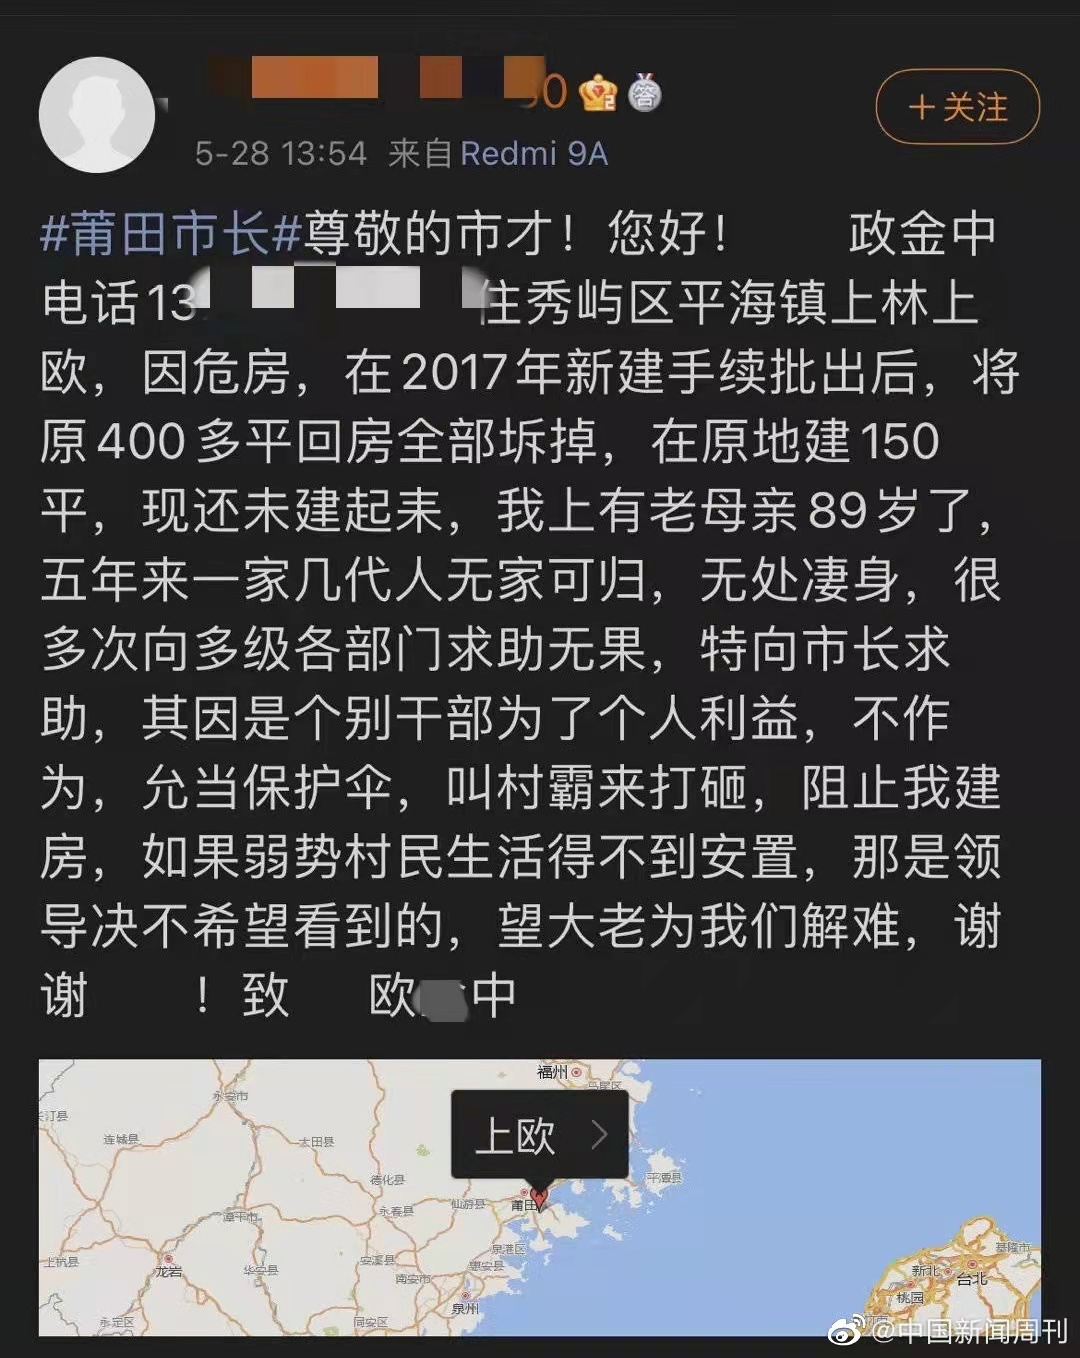 0
5-28 13:54 来自 Redmi 9A
＋关注
#莆田市长#尊敬的市才！您好！ 政金中
电话13 住秀屿区平海镇上林上
欧，因危房，在2017年新建手续批出后，将
原400多平回房全部坼掉，在原地建150
平，现还未建起耒，我上有老母亲89岁了，
五年来一家几代人无家可归，无处凄身，很
多次向多级各部门求助无果，特向市长求
助，其因是个别干部为了个人利益，不作
为，允当保护伞，叫村霸来打砸，阻止我建
房，如果弱势村民生活得不到安置，那是领
导决不希望看到的，望大老为我们解难，谢
谢 ！致 欧 中
福州
马尾区
永安市
长汀县
连城县
太田县
上欧
德化县
平潭县
仙游县
莆田
永春县
漳平市
泉港区
基隆市
上杭县
龙岩
华安县
安溪县
惠安县
新北
台北
南安市
桃园
泉州
永定区
同安区
@中国新闻周刊